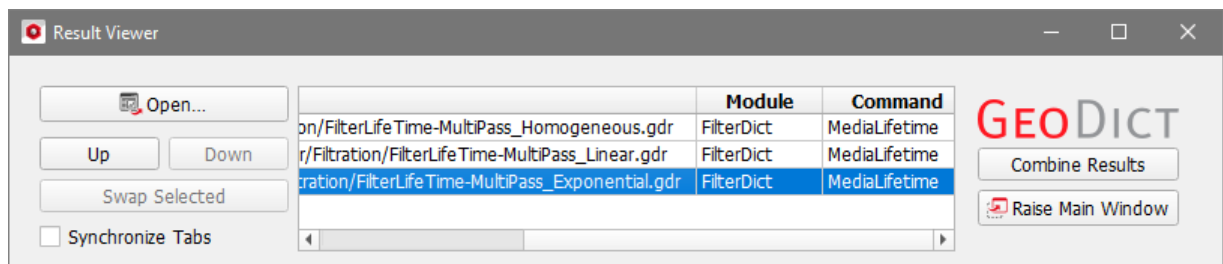 Result Viewer
Open...
Up Down
Swap Selected
Synchronize Tabs
Module Command
on/FilterLifeTime-MultiPass_Homogeneous.gdr FilterDict MediaLifetime
r/Filtration/FilterLifeTime-MultiPass_Linear.gdr FilterDict MediaLifetime
tration/FilterLifeTime-MultiPass_Exponential.gdr FilterDict MediaLifetime
GEODICT
Combine Results
Raise Main Window